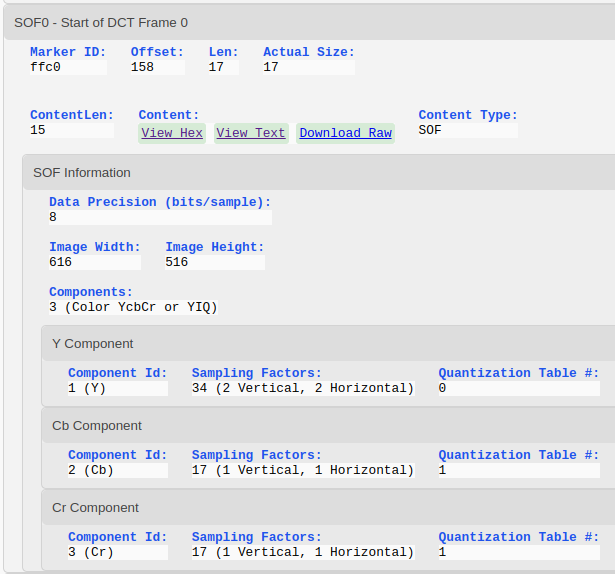 SOF0 - Start of DCT Frame 0
Marker ID: Offset: Len: Actual Size:
ffc0 158 17 17
ContentLen: Content: Content Type:
15 View Hex View Text Download Raw SOF
SOF Information
Data Precision (bits/sample):
8
Image Width: Image Height:
616 516
Components:
3 (Color YcbCr or YIQ)
Y Component
Component Id: Sampling Factors: Quantization Table #:
1 (Y) 34 (2 Vertical, 2 Horizontal) 0
Cb Component
Component Id: Sampling Factors: Quantization Table #:
2 (Cb) 17 (1 Vertical, 1 Horizontal) 1
Cr Component
Component Id: Sampling Factors: Quantization Table #:
3 (Cr) 17 (1 Vertical, 1 Horizontal) 1